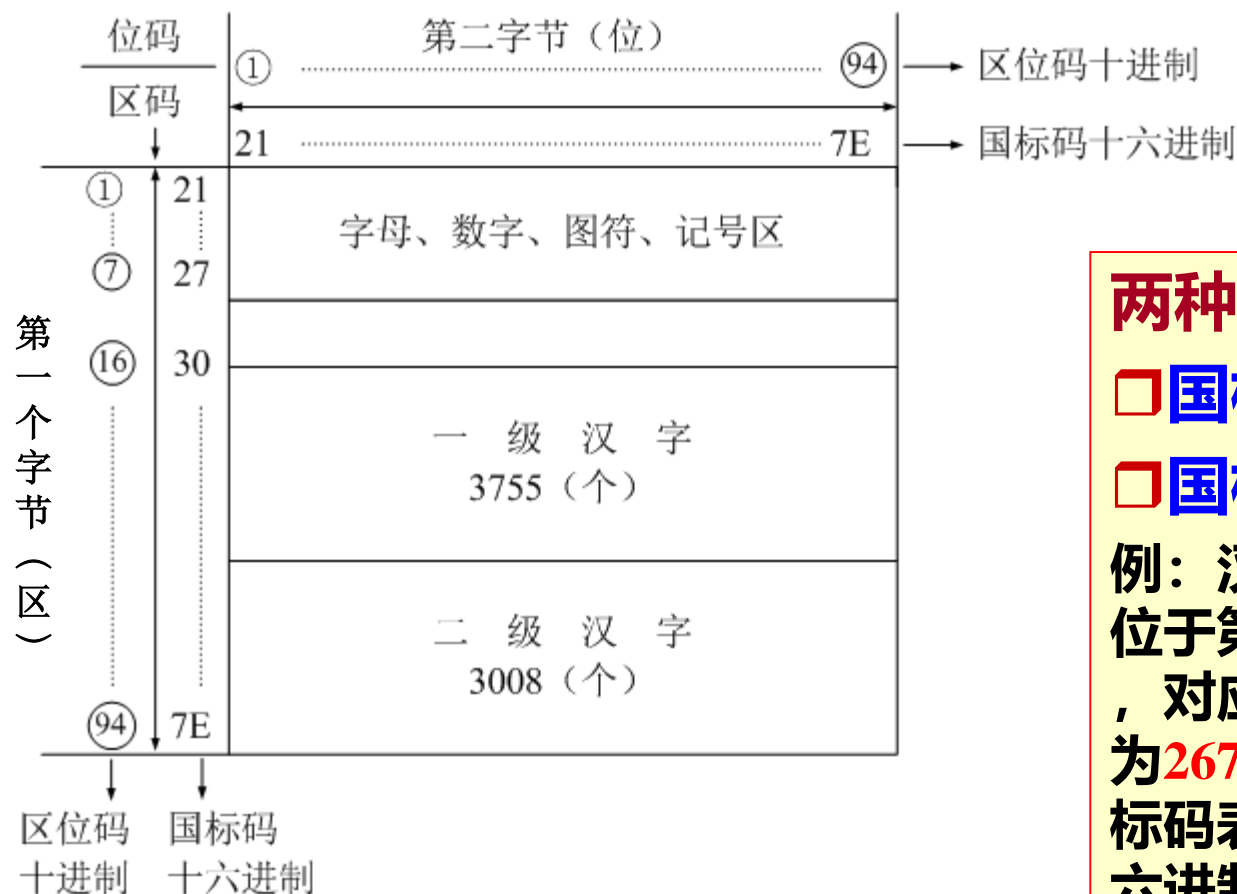 位码
第二字节（位）
① 94 区位码十进制
区码
21 7E 国标码十六进制
① 21
字母、数字、图符、记号区
⑦ 27
⑯ 30
一 级 汉 字
3755（个）
二 级 汉 字
3008（个）
94 7E
第一个字节（区）
区位码 国标码
十进制 十六进制
两种
国
国
例：
位于第
，对应
为267
标码表
六进制